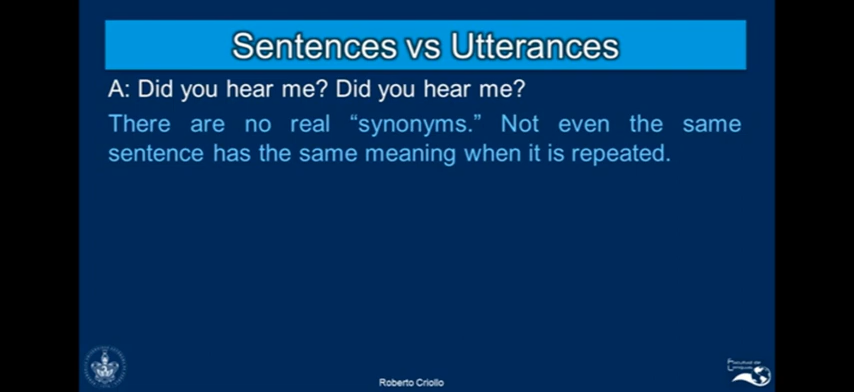 Sentences vs Utterances
A: Did you hear me? Did you hear me?
There are no real “synonyms.” Not even the same
sentence has the same meaning when it is repeated.
Roberto Criollo